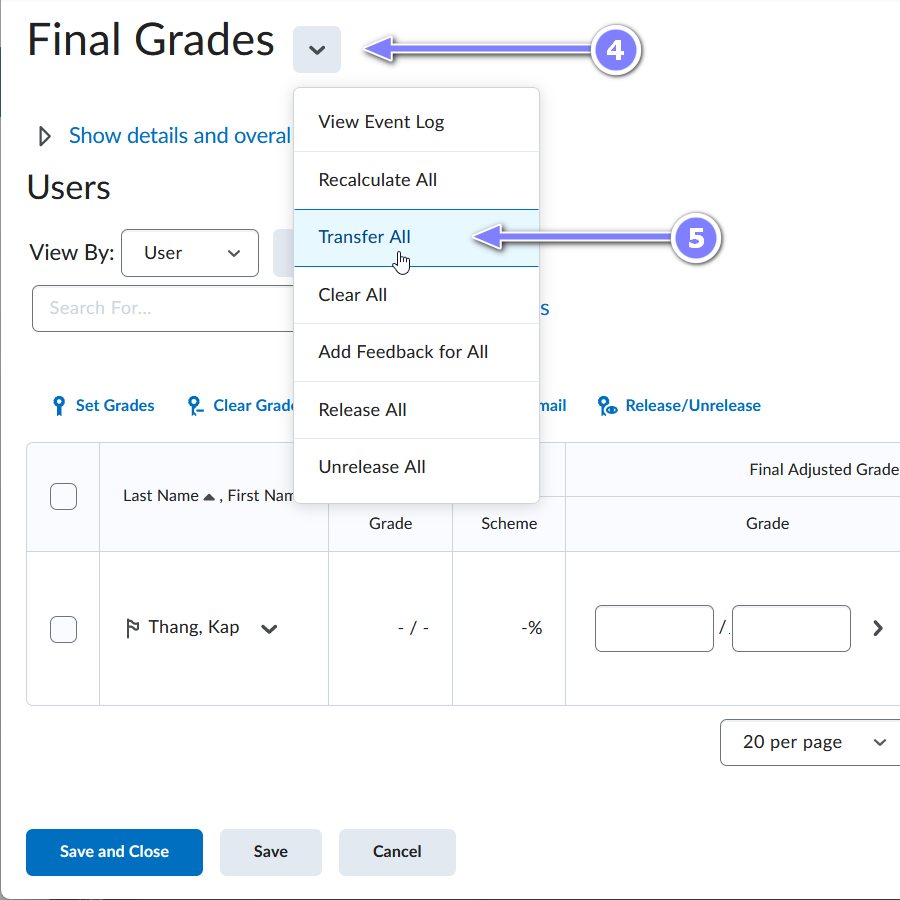 Final Grades
4
View Event Log
Show details and overal
Recalculate All
Users
Transfer All
5
View By: User
Clear All
Search For...
s
Add Feedback for All
Set Grades Clear Grade mail Release/Unrelease
Release All
Unrelease All
Final Adjusted Grade
Last Name , First Nam
Grade Scheme Grade
Thang, Kap - / - -% /
20 per page
Save and Close Save Cancel